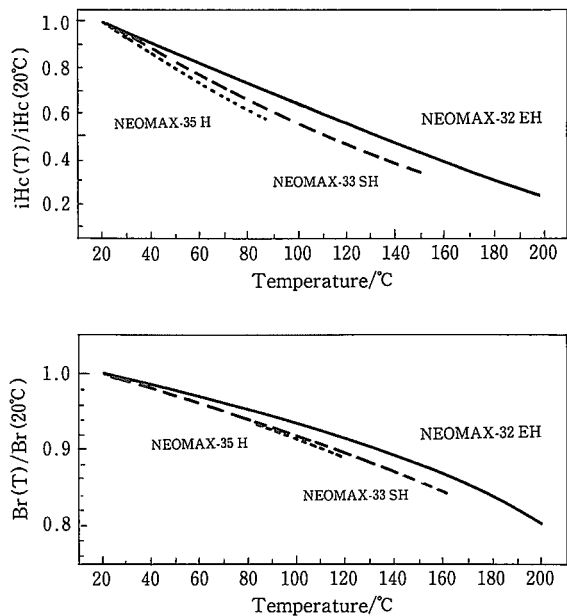 iHc(T)/iHc(20℃)
1.0
0.8
0.6
0.4
0.2
NEOMAX-35 H
NEOMAX-32 EH
NEOMAX-33 SH
20 40 60 80 100 120 140 160 180 200
Temperature/℃
Br(T)/Br(20℃)
1.0
0.9
0.8
NEOMAX-32 EH
NEOMAX-35 H
NEOMAX-33 SH
20 40 60 80 100 120 140 160 180 200
Temperature/℃